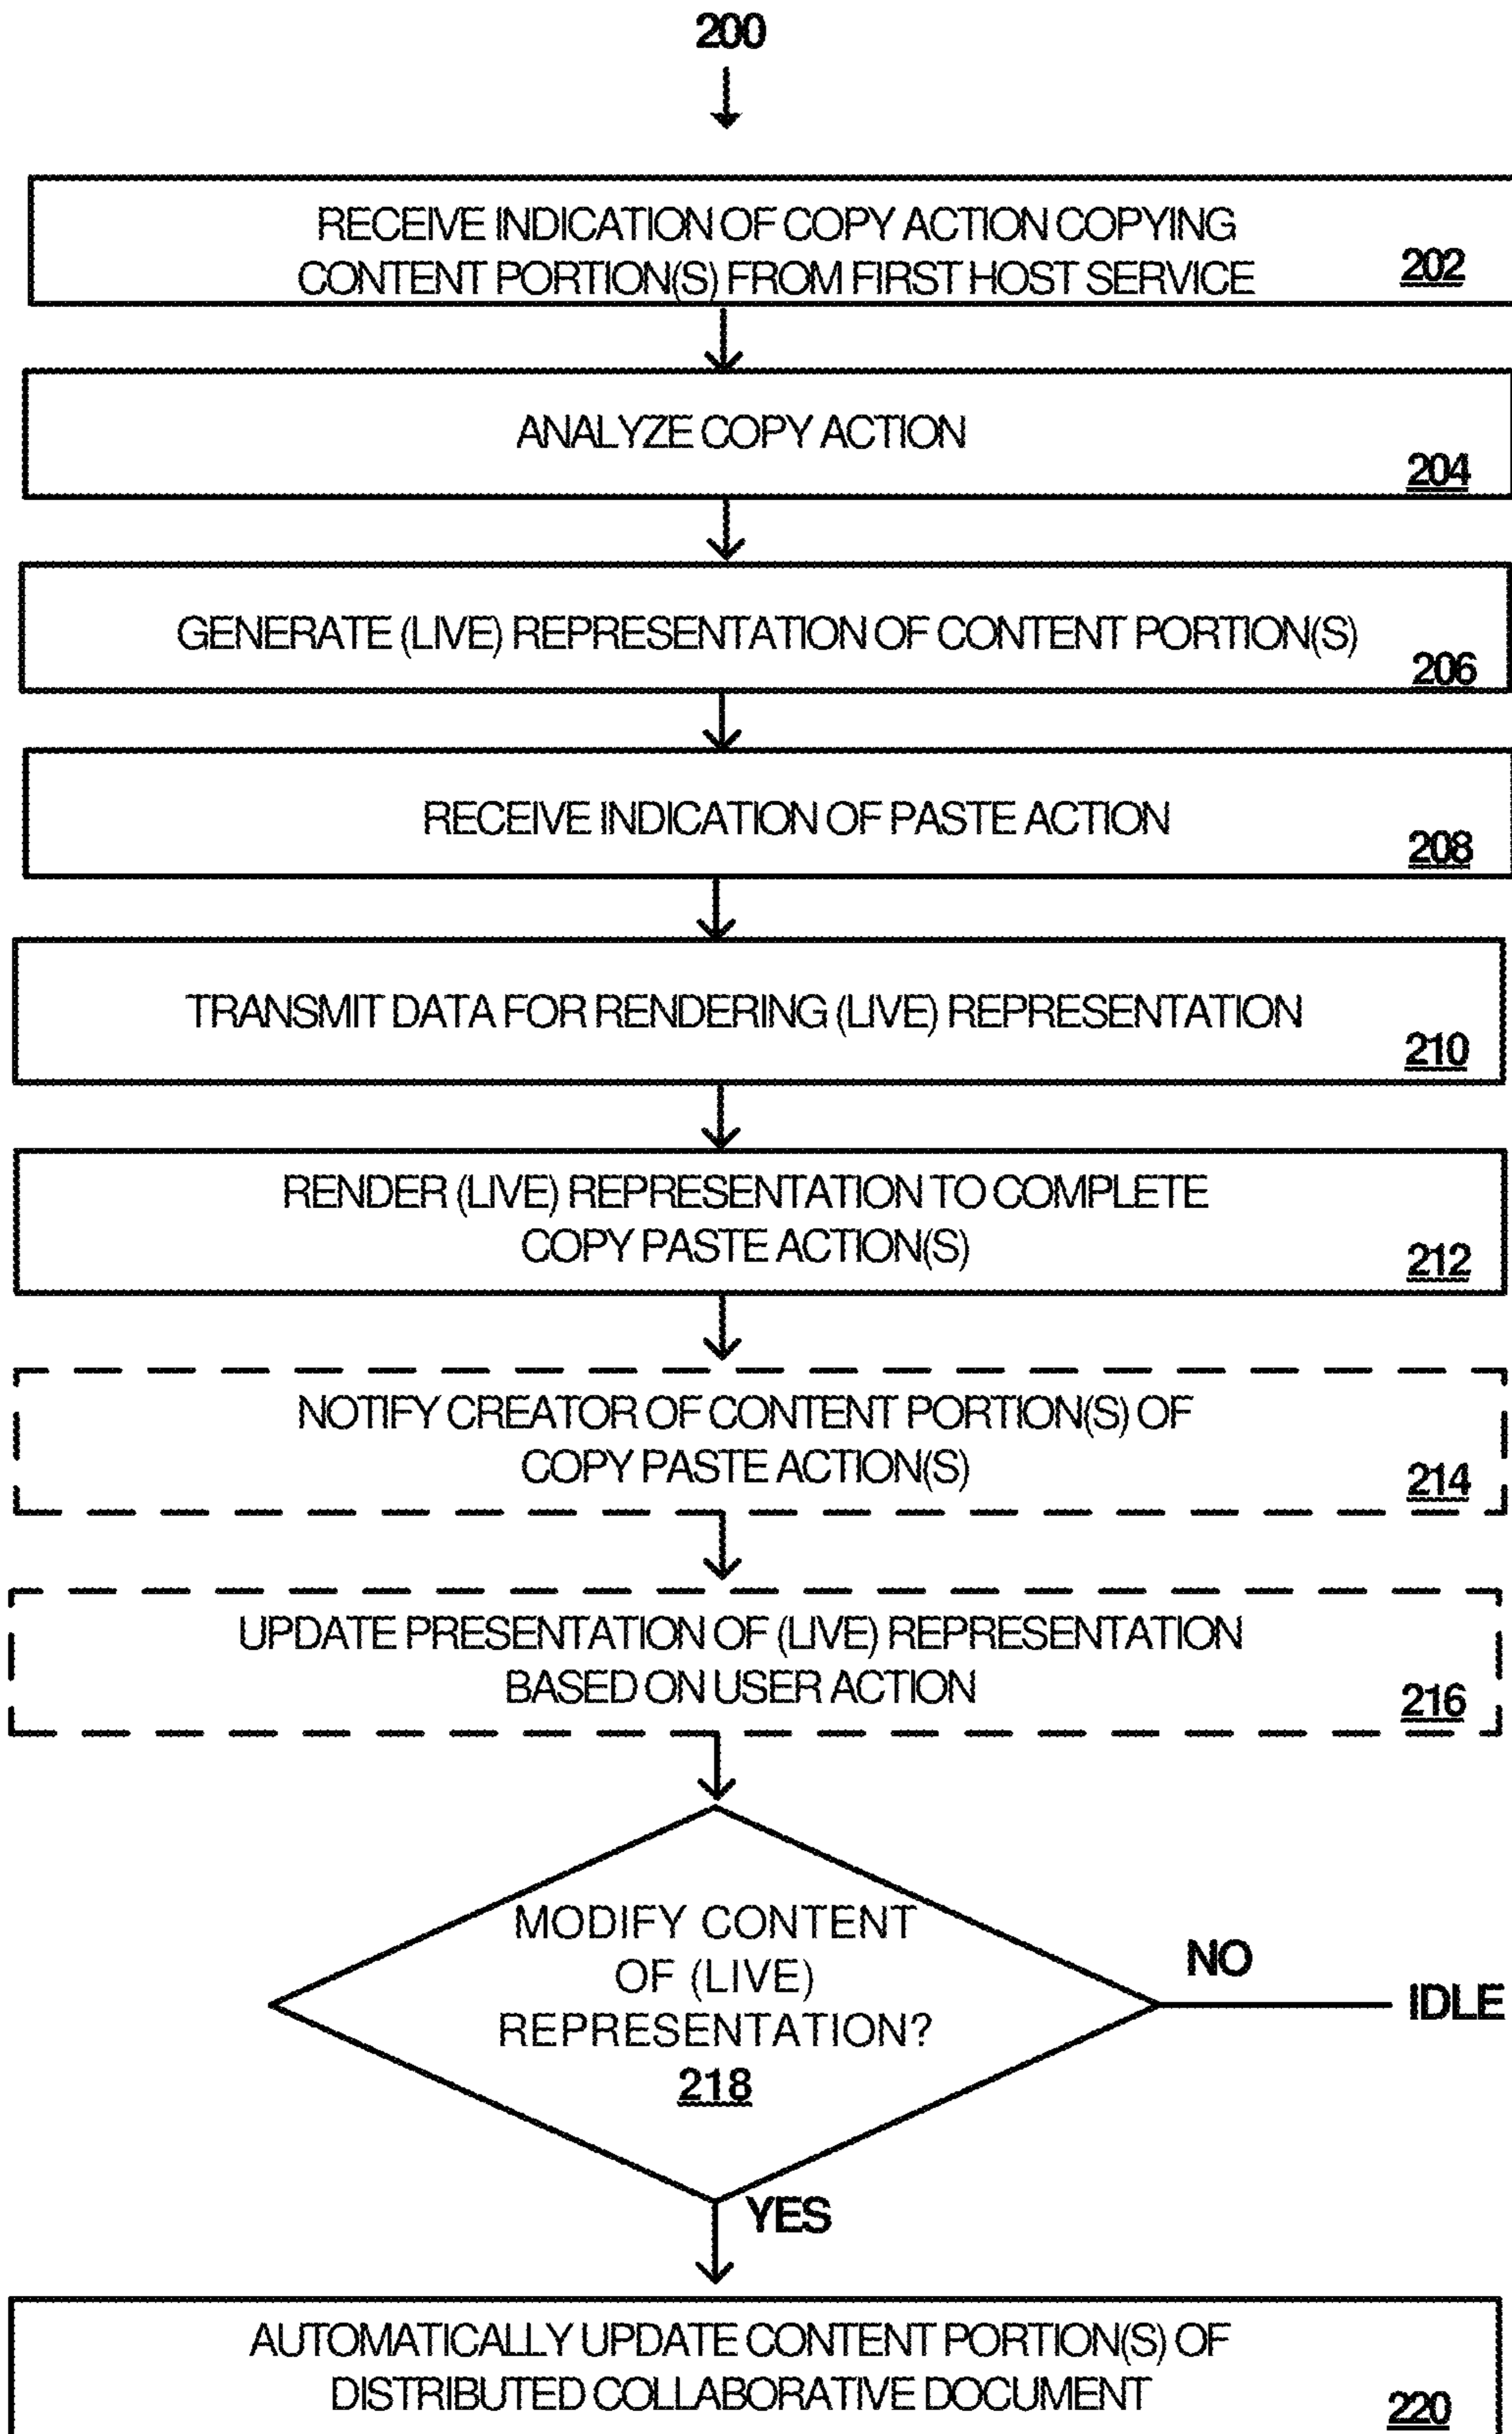 200
RECEIVE INDICATION OF COPY ACTION COPYING
CONTENT PORTION(S) FROM FIRST HOST SERVICE
202
ANALYZE COPY ACTION
204
GENERATE (LIVE) REPRESENTATION OF CONTENT PORTION(S)
206
RECEIVE INDICATION OF PASTE ACTION
208
TRANSMIT DATA FOR RENDERING (LIVE) REPRESENTATION
210
RENDER (LIVE) REPRESENTATION TO COMPLETE
COPY PASTE ACTION(S)
212
NOTIFY CREATOR OF CONTENT PORTION(S) OF
COPY PASTE ACTION(S)
214
UPDATE PRESENTATION OF (LIVE) REPRESENTATION
BASED ON USER ACTION
216
MODIFY CONTENT
OF (LIVE)
REPRESENTATION?
218
NO
IDLE
YES
AUTOMATICALLY UPDATE CONTENT PORTION(S) OF
DISTRIBUTED COLLABORATIVE DOCUMENT
220